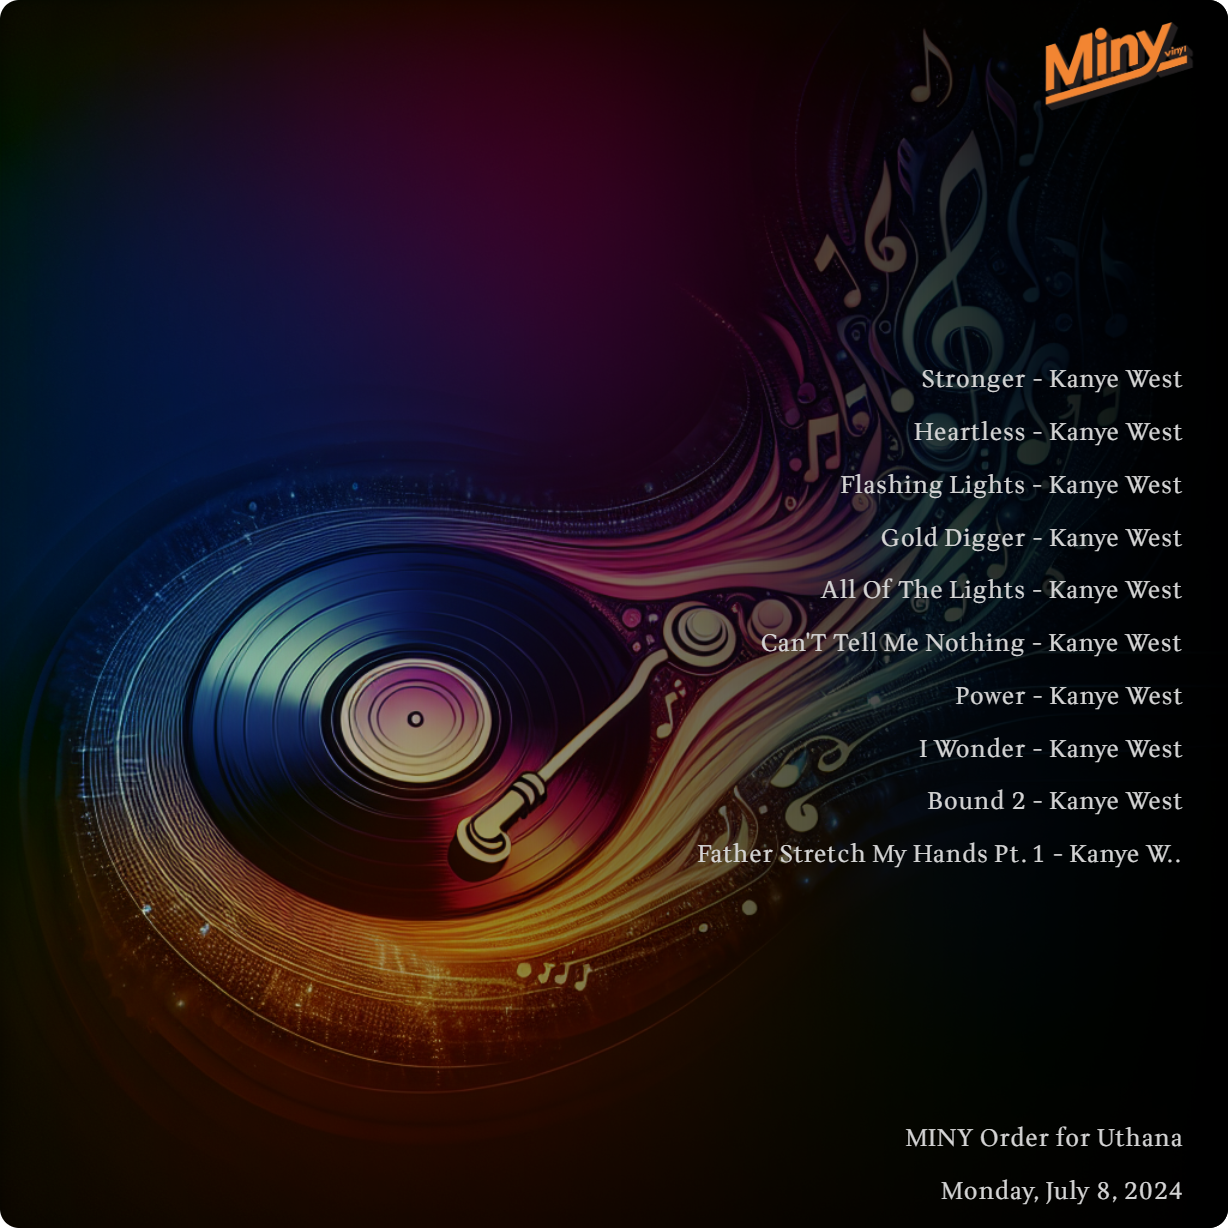 Miny
vinyl
Stronger - Kanye West
Heartless - Kanye West
Flashing Lights - Kanye West
Gold Digger - Kanye West
All Of The Lights - Kanye West
Can'T Tell Me Nothing - Kanye West
Power - Kanye West
I Wonder - Kanye West
Bound 2 - Kanye West
Father Stretch My Hands Pt. 1 - Kanye W..
MINY Order for Uthana
Monday, July 8, 2024